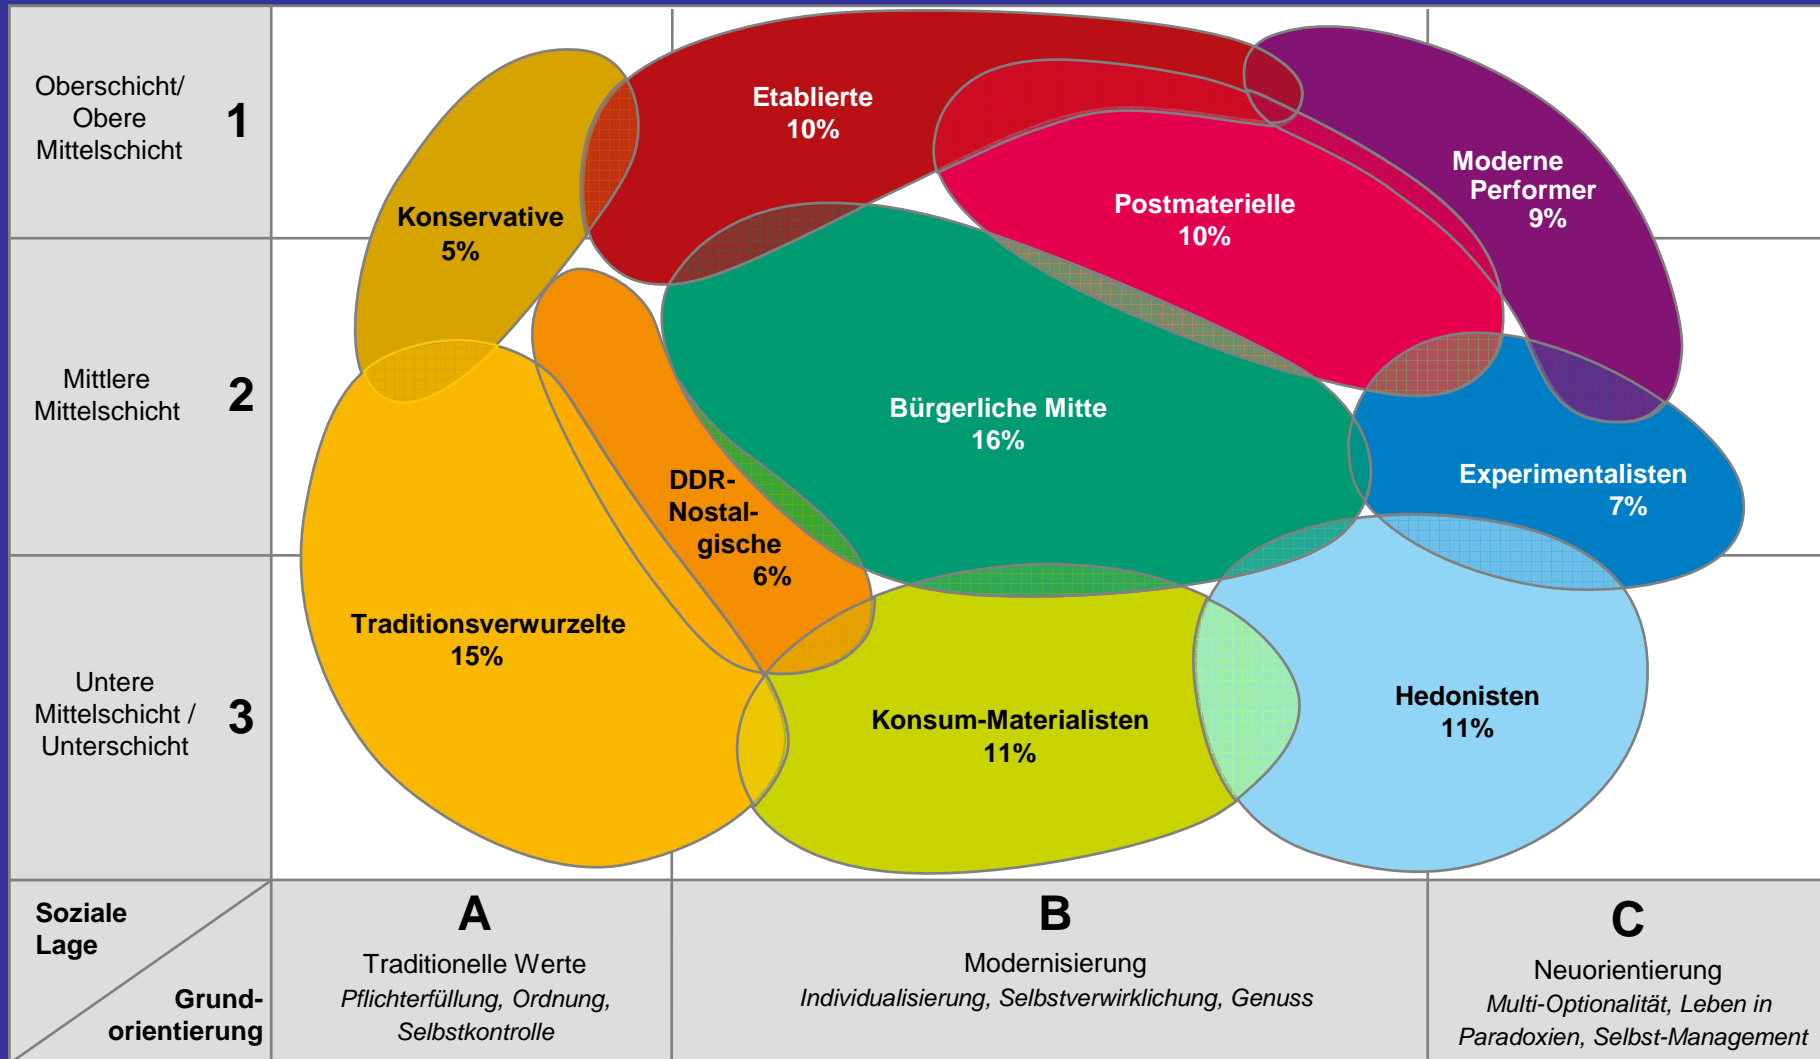 Oberschicht/
Obere
Mittelschicht
1
Mittlere
Mittelschicht
2
Untere
Mittelschicht /
Unterschicht
3
Etablierte
10%
Konservative
5%
Postmaterielle
10%
Moderne
Performer
9%
Bürgerliche Mitte
16%
DDR-
Nostal-
gische
6%
Experimentalisten
7%
Traditionsverwurzelte
15%
Konsum-Materialisten
11%
Hedonisten
11%
Soziale
Lage
Grund-
orientierung
A
Traditionelle Werte
Pflichterfüllung, Ordnung,
Selbstkontrolle
B
Modernisierung
Individualisierung, Selbstverwirklichung, Genuss
C
Neuorientierung
Multi-Optionalität, Leben in
Paradoxien, Selbst-Management